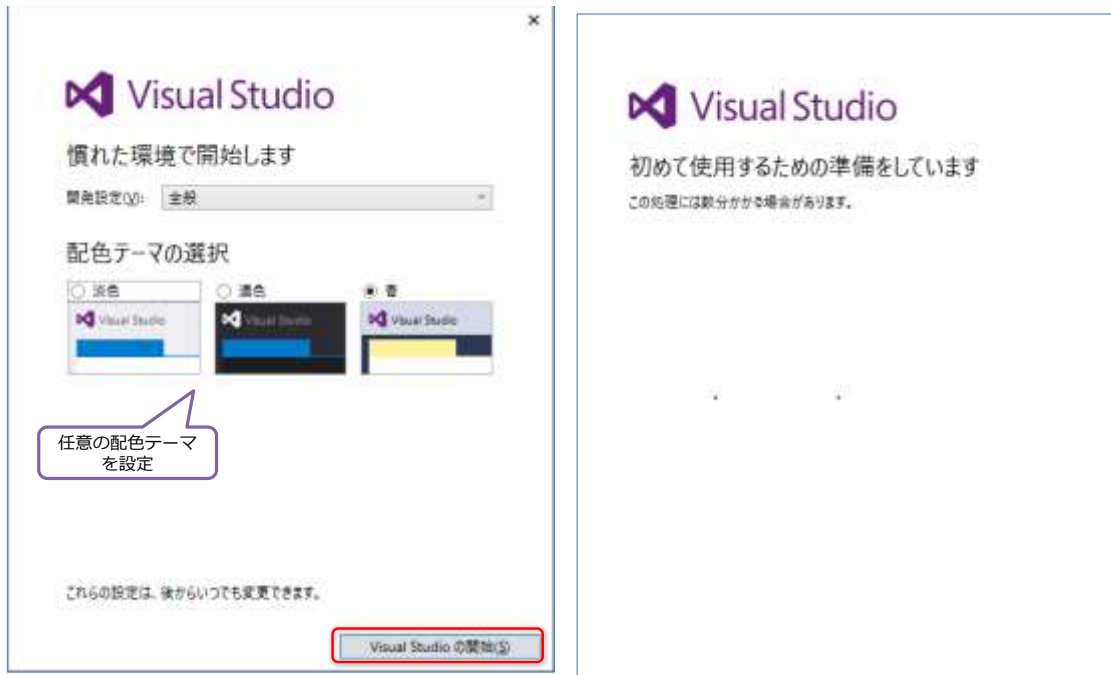 Visual Studio
慣れた環境で開始します
開発設定(V): 全般
配色テーマの選択
淡色 濃色 青
Visual Studio Visual Studio Visual Studio
任意の配色テーマ
を設定
これらの設定は、後からいつでも変更できます。
Visual Studio の開始(S)
Visual Studio
初めて使用するための準備をしています
この処理には数分かかる場合があります。